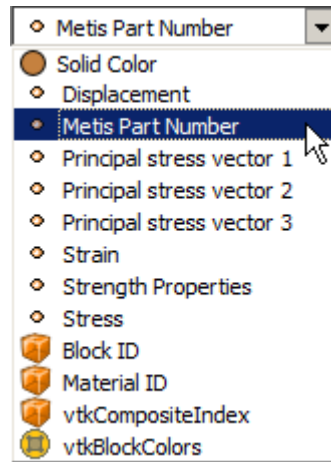 Metis Part Number
Solid Color
Displacement
Metis Part Number
Principal stress vector 1
Principal stress vector 2
Principal stress vector 3
Strain
Strength Properties
Stress
Block ID
Material ID
vtkCompositeIndex
vtkBlockColors